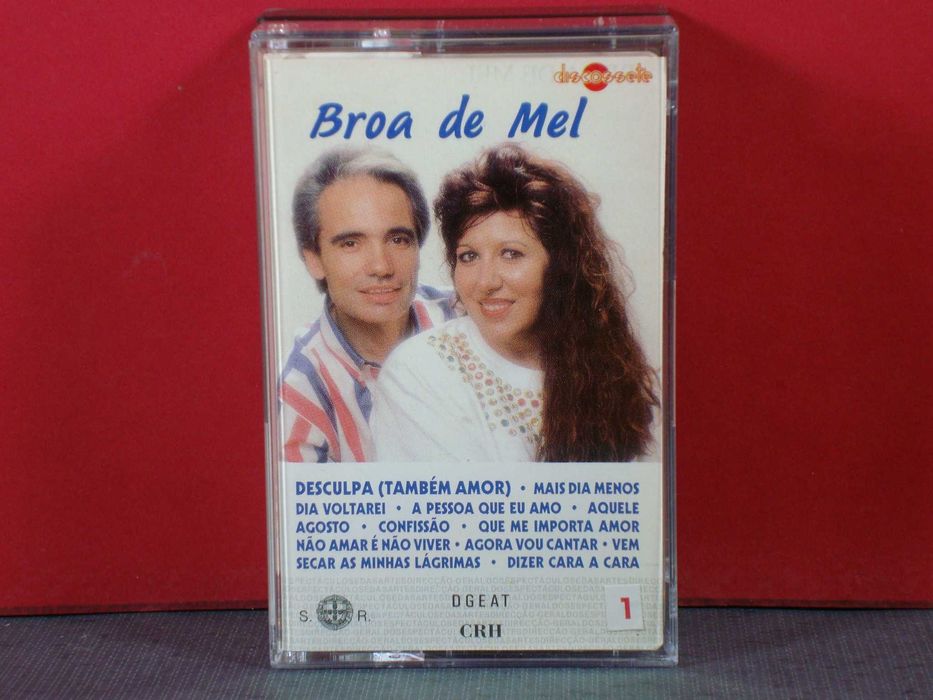 discossete
Broa de Mel
DESCULPA (TAMBÉM AMOR) • MAIS DIA MENOS
DIA VOLTAREI • A PESSOA QUE EU AMO • AQUELE
AGOSTO • CONFISSÃO • QUE ME IMPORTA AMOR
NÃO AMAR É NÃO VIVER • AGORA VOU CANTAR • VEM
SECAR AS MINHAS LÁGRIMAS • DIZER CARA A CARA
DGEAT
S. R.
CRH
1